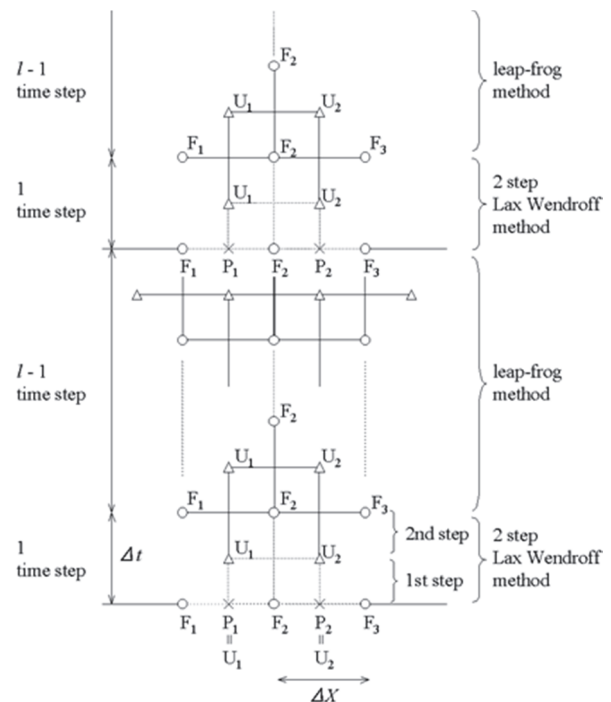 F2
l - 1
time step
leap-frog
method
U1 U2
F1 F2 F3
1
time step
2 step
Lax Wendroff
method
U1 U2
F1 P1 F2 P2 F3
l - 1
time step
leap-frog
method
F2
U1 U2
F1 F2 F3
1
time step
Δt
2nd step
2 step
Lax Wendroff
method
U1 U2
1st step
F1 P1 F2 P2 F3
= =
U1 U2
ΔX